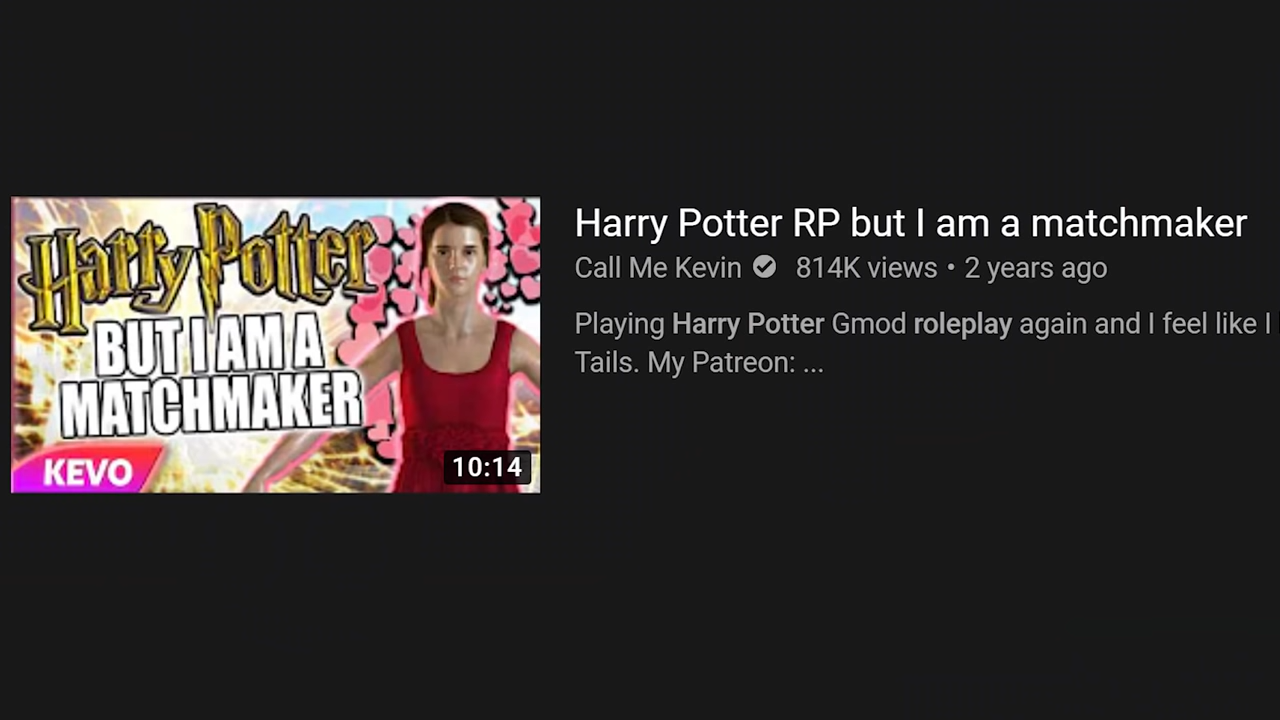 Harry Potter
BUT I AM A
MATCHMAKER
KEVO
10:14
Harry Potter RP but I am a matchmaker
Call Me Kevin 814K views • 2 years ago
Playing Harry Potter Gmod roleplay again and I feel like I
Tails. My Patreon: ...